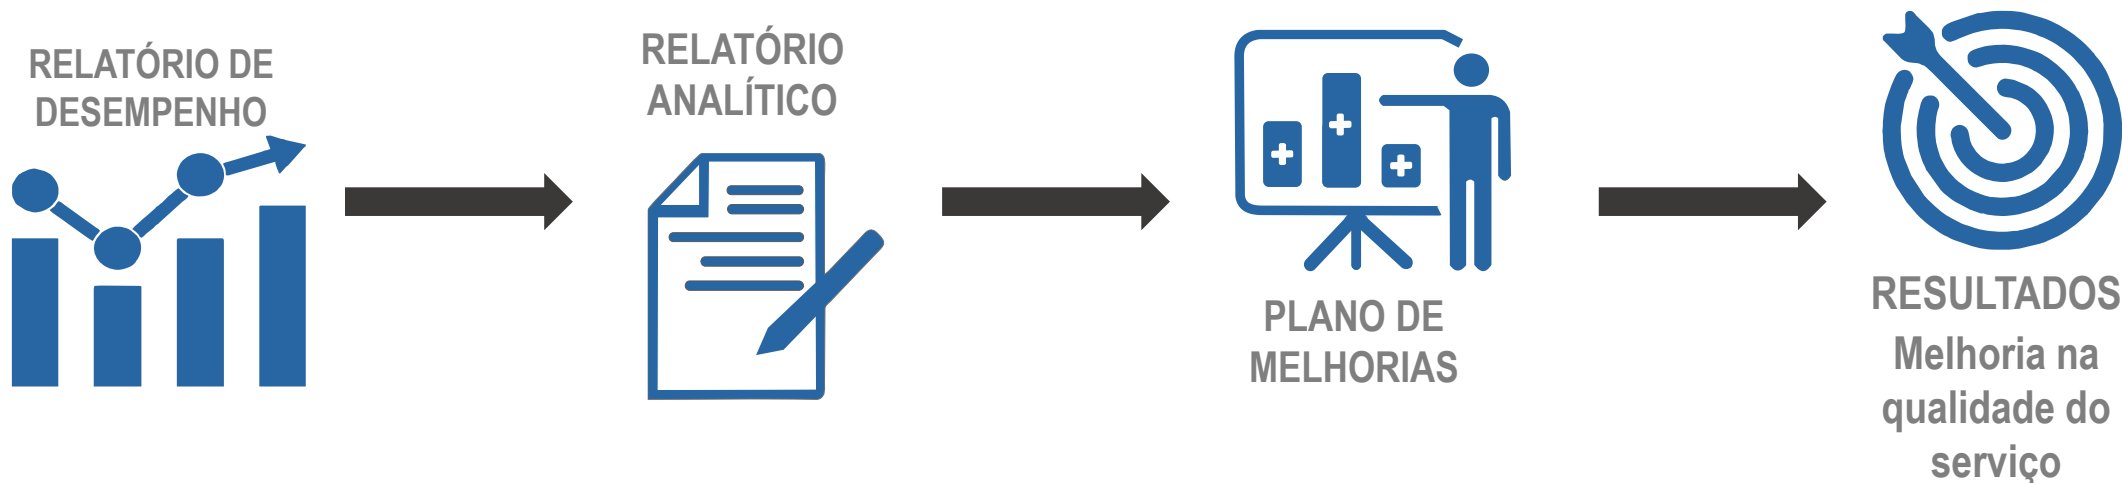 RELATÓRIO DE
DESEMPENHO
RELATÓRIO
ANALÍTICO
PLANO DE
MELHORIAS
RESULTADOS
Melhoria na
qualidade do
serviço